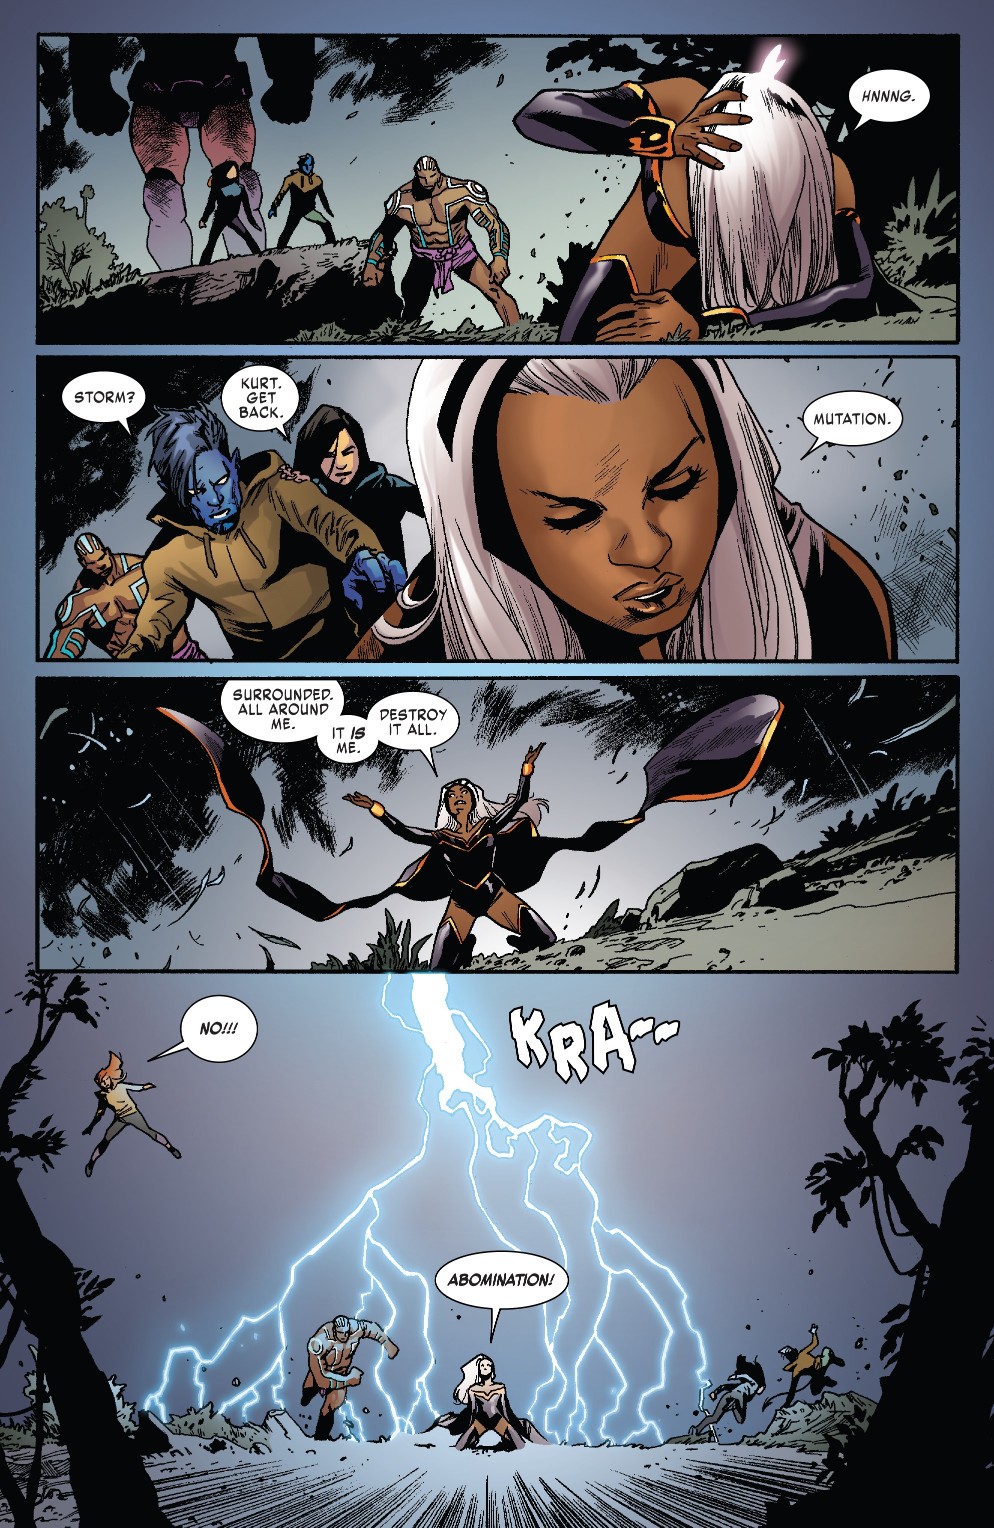 HNNNG.
STORM?
KURT.
GET
BACK.
MUTATION.
SURROUNDED.
ALL AROUND
ME.
IT IS
ME.
DESTROY
IT ALL.
NO!!!
KRA--
ABOMINATION!